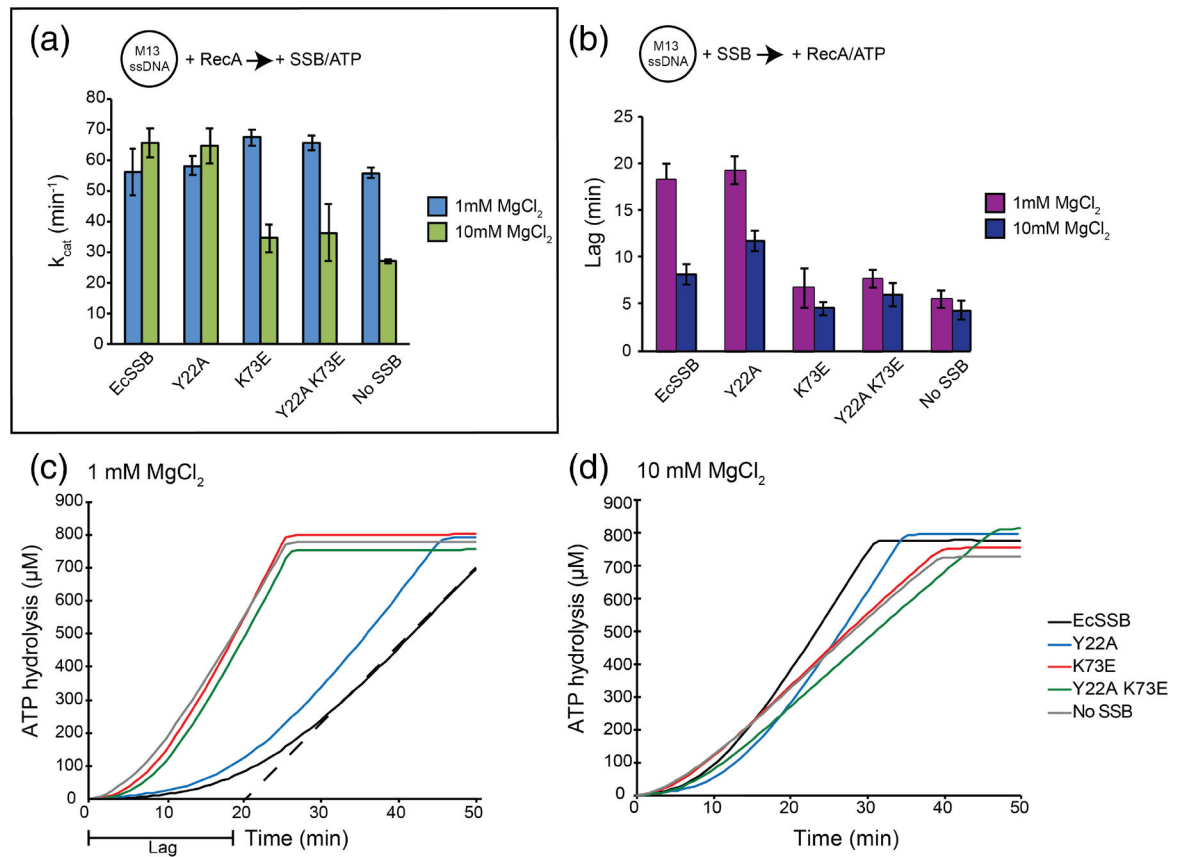 (a)
M13 ssDNA + RecA → + SSB/ATP
80
70
60
50
40
30
20
10
0
k_cat (min⁻¹)
1mM MgCl₂
10mM MgCl₂
EcSSB Y22A K73E Y22A K73E No SSB
(b)
M13 ssDNA + SSB → + RecA/ATP
25
20
15
10
5
0
Lag (min)
1mM MgCl₂
10mM MgCl₂
EcSSB Y22A K73E Y22A K73E No SSB
(c) 1 mM MgCl₂
900
800
700
600
500
400
300
200
100
0
ATP hydrolysis (µM)
0 10 20 30 40 50
Time (min)
Lag
(d) 10 mM MgCl₂
900
800
700
600
500
400
300
200
100
0
ATP hydrolysis (µM)
0 10 20 30 40 50
Time (min)
EcSSB
Y22A
K73E
Y22A K73E
No SSB